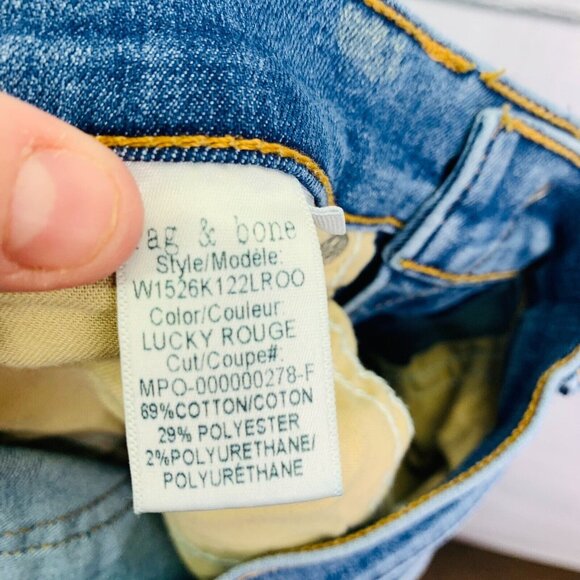 rag & bone
Style/Modèle:
W1526K122LROO
Color/Couleur
LUCKY ROUGE
Cut/Coupe#:
MPO-000000278-F
69%COTTON/COTON
29% POLYESTER
2%POLYURETHANE/
POLYURÉTHANE